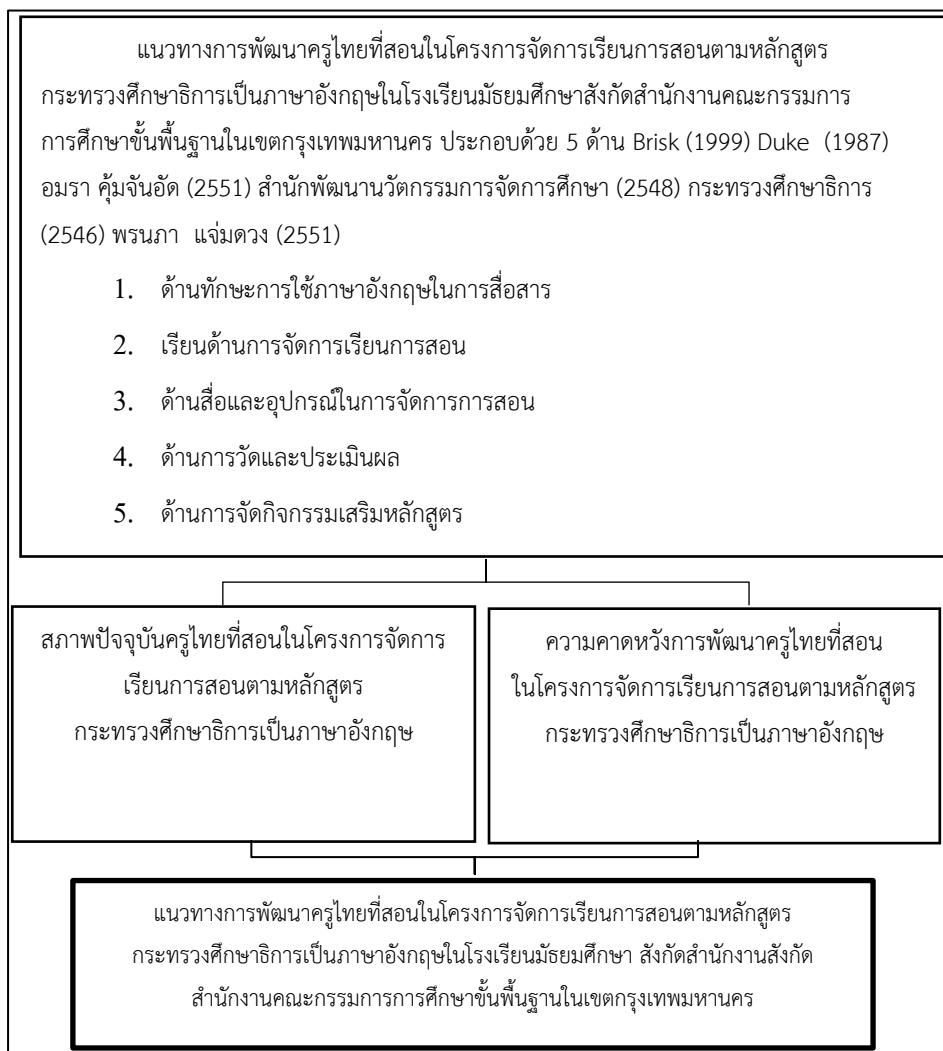 แนวทางการพัฒนาครูไทยที่สอนในโครงการจัดการเรียนการสอนตามหลักสูตร
กระทรวงศึกษาธิการเป็นภาษาอังกฤษในโรงเรียนมัธยมศึกษาสังกัดสำนักงานคณะกรรมการ
การศึกษาขั้นพื้นฐานในเขตกรุงเทพมหานคร ประกอบด้วย 5 ด้าน Brisk (1999) Duke (1987)
อมรา คุ้มจันอัด (2551) สำนักพัฒนานวัตกรรมการจัดการศึกษา (2548) กระทรวงศึกษาธิการ
(2546) พรนภา แจ่มดวง (2551)
1. ด้านทักษะการใช้ภาษาอังกฤษในการสื่อสาร
2. เรียนด้านการจัดการเรียนการสอน
3. ด้านสื่อและอุปกรณ์ในการจัดการการสอน
4. ด้านการวัดและประเมินผล
5. ด้านการจัดกิจกรรมเสริมหลักสูตร
สภาพปัจจุบันครูไทยที่สอนในโครงการจัดการ
เรียนการสอนตามหลักสูตร
กระทรวงศึกษาธิการเป็นภาษาอังกฤษ
ความคาดหวังการพัฒนาครูไทยที่สอน
ในโครงการจัดการเรียนการสอนตามหลักสูตร
กระทรวงศึกษาธิการเป็นภาษาอังกฤษ
แนวทางการพัฒนาครูไทยที่สอนในโครงการจัดการเรียนการสอนตามหลักสูตร
กระทรวงศึกษาธิการเป็นภาษาอังกฤษในโรงเรียนมัธยมศึกษา สังกัดสำนักงานสังกัด
สำนักงานคณะกรรมการการศึกษาขั้นพื้นฐานในเขตกรุงเทพมหานคร